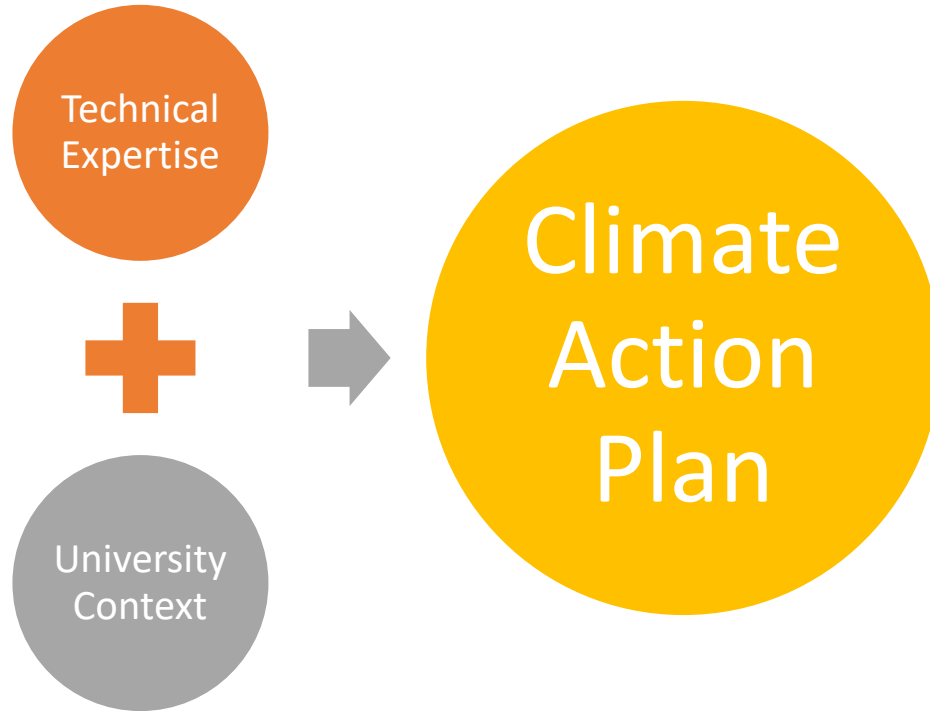 Technical
Expertise
University
Context
Climate
Action
Plan